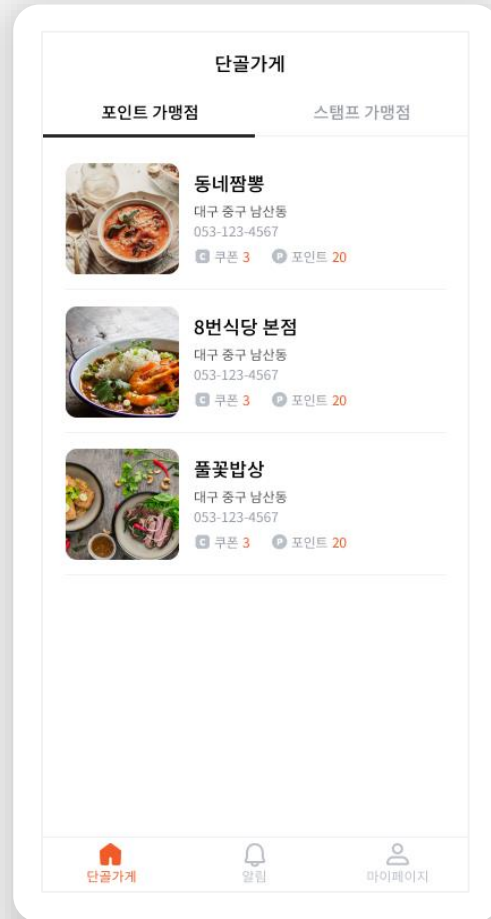 단골가게
포인트 가맹점 스탬프 가맹점
동네짬뽕
대구 중구 남산동
053-123-4567
C 쿠폰 3 P 포인트 20
8번식당 본점
대구 중구 남산동
053-123-4567
C 쿠폰 3 P 포인트 20
풀꽃밥상
대구 중구 남산동
053-123-4567
C 쿠폰 3 P 포인트 20
단골가게 알림 마이페이지